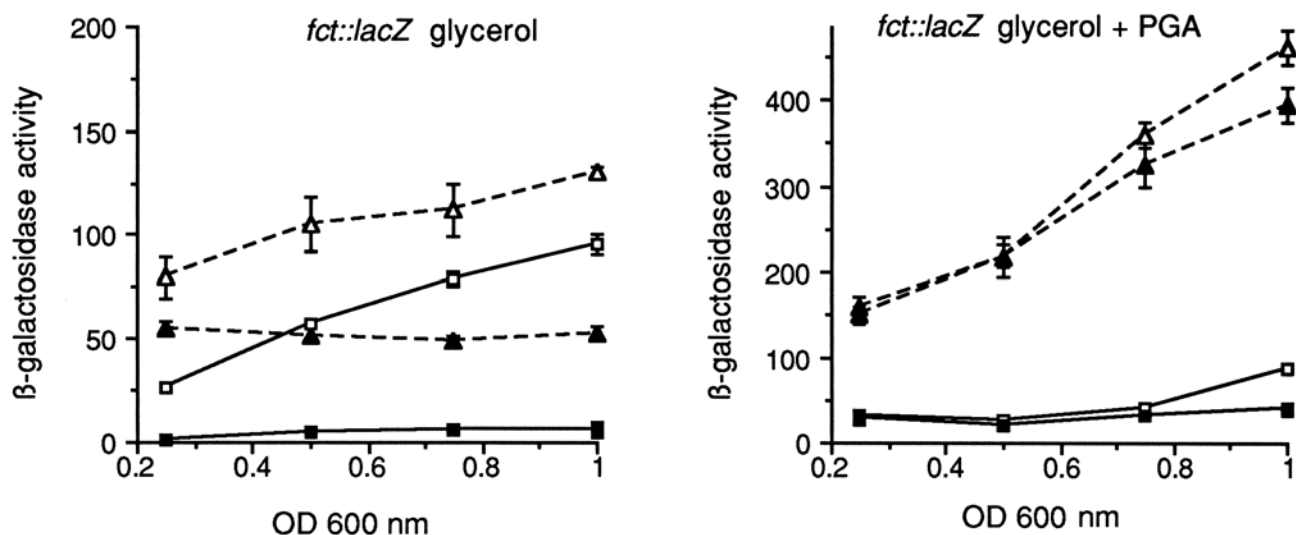 fct::lacZ glycerol
200
150
100
50
0
0.2 0.4 0.6 0.8 1
ß-galactosidase activity
OD 600 nm
fct::lacZ glycerol + PGA
400
300
200
100
0
0.2 0.4 0.6 0.8 1
ß-galactosidase activity
OD 600 nm